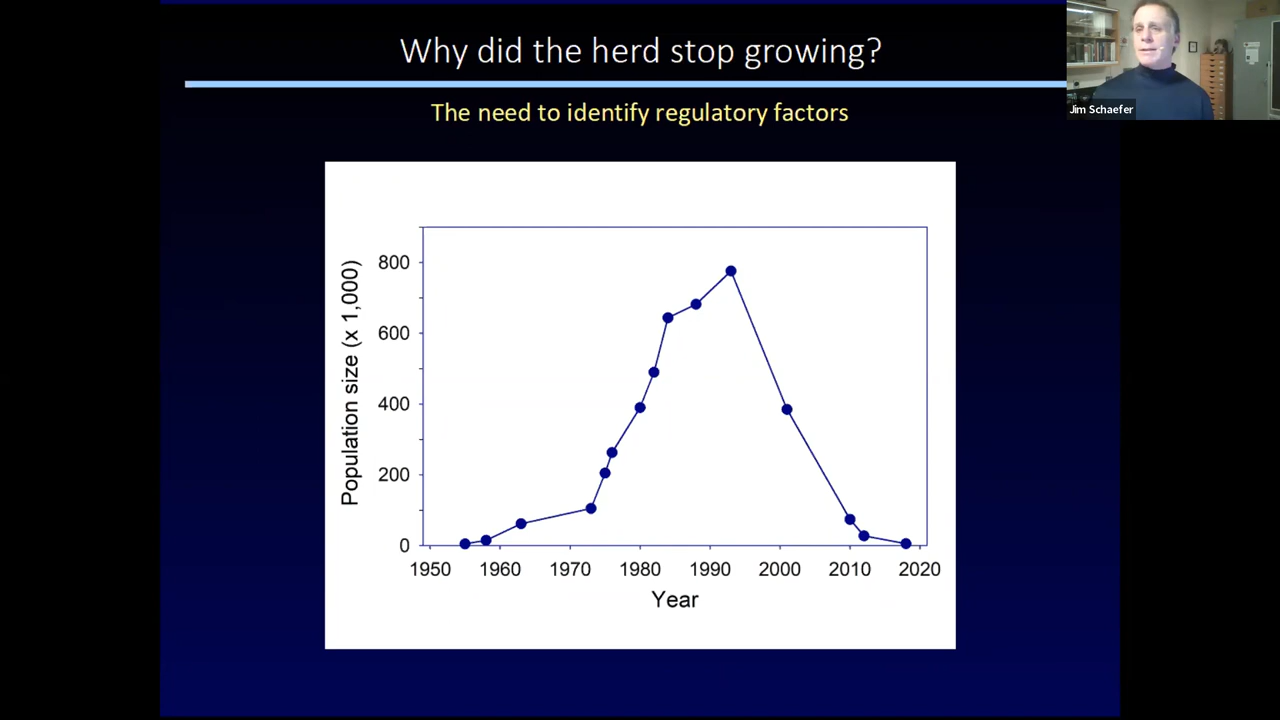 Why did the herd stop growing?
The need to identify regulatory factors
Jim Schaefer
Population size (x 1,000)
800
600
400
200
0
1950 1960 1970 1980 1990 2000 2010 2020
Year